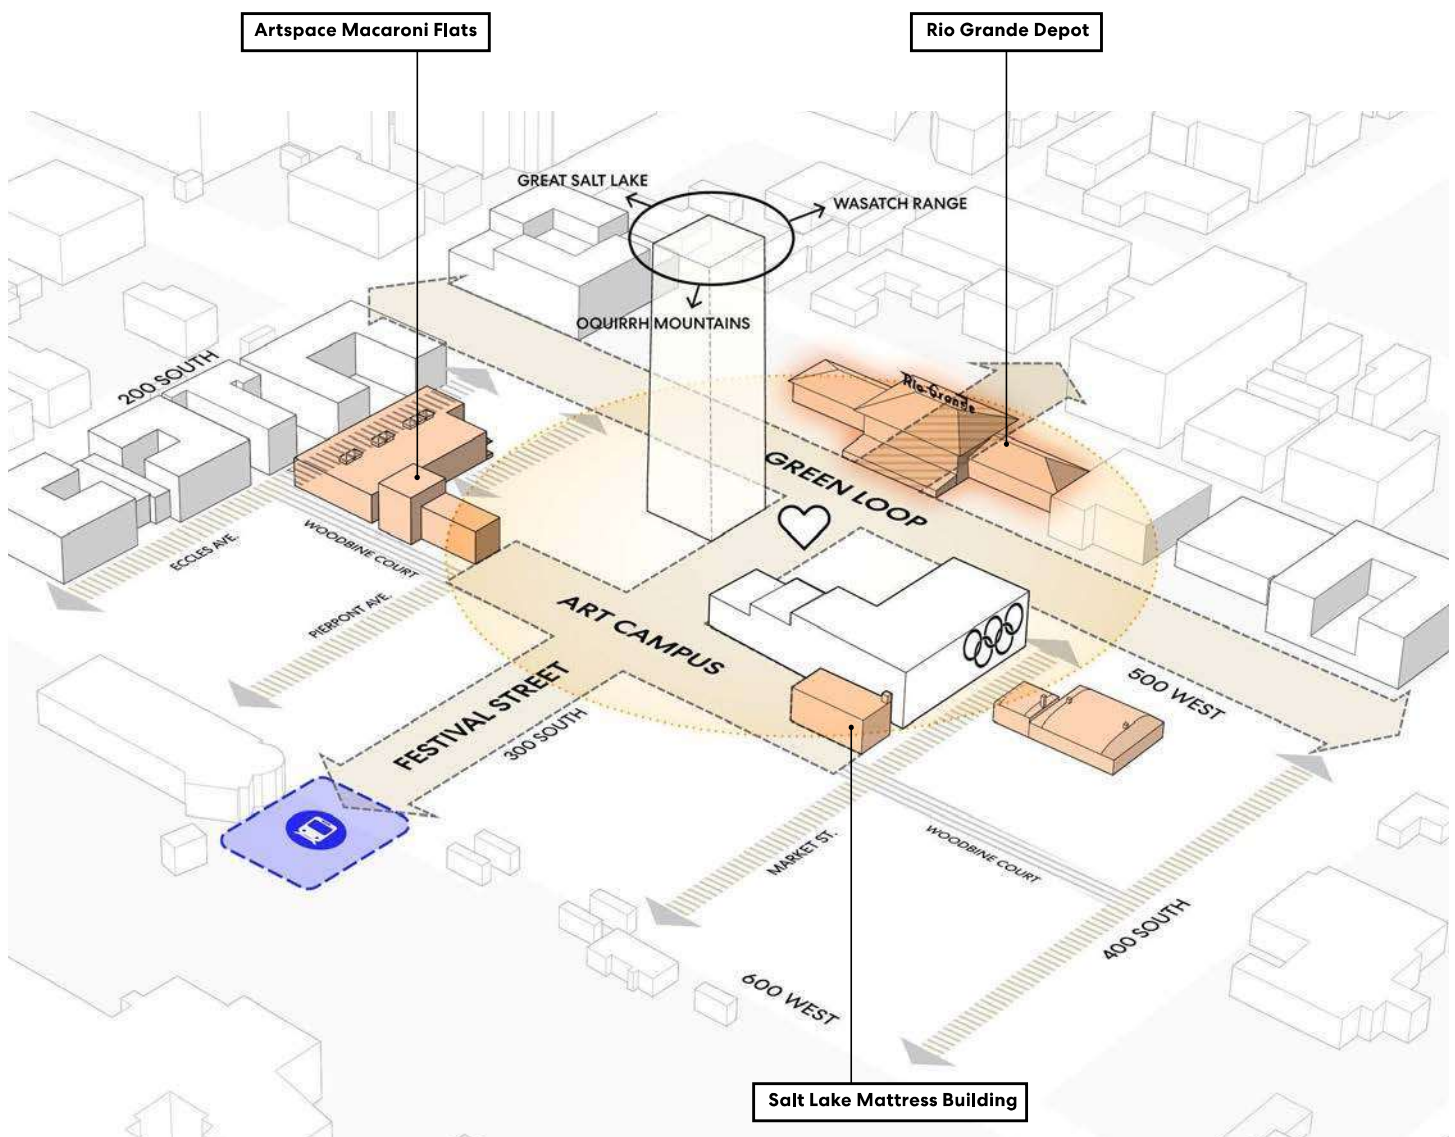 Artspace Macaroni Flats
Rio Grande Depot
GREAT SALT LAKE
WASATCH RANGE
OQUIRRH MOUNTAINS
200 SOUTH
Rio Grande
GREEN LOOP
ECCLES AVE.
WOODBINE COURT
PIERPONT AVE.
ART CAMPUS
FESTIVAL STREET
300 SOUTH
500 WEST
MARKET ST.
WOODBINE COURT
400 SOUTH
600 WEST
Salt Lake Mattress Building